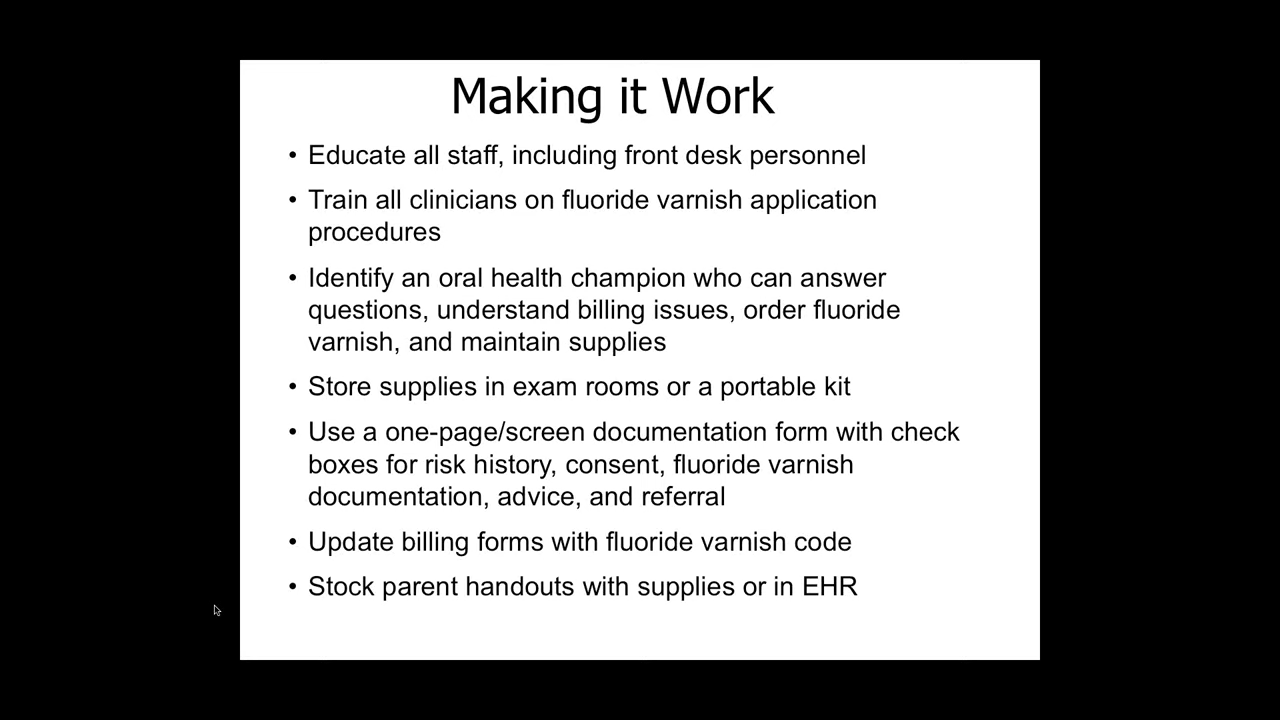 Making it Work
• Educate all staff, including front desk personnel
• Train all clinicians on fluoride varnish application
procedures
• Identify an oral health champion who can answer
questions, understand billing issues, order fluoride
varnish, and maintain supplies
• Store supplies in exam rooms or a portable kit
• Use a one-page/screen documentation form with check
boxes for risk history, consent, fluoride varnish
documentation, advice, and referral
• Update billing forms with fluoride varnish code
• Stock parent handouts with supplies or in EHR